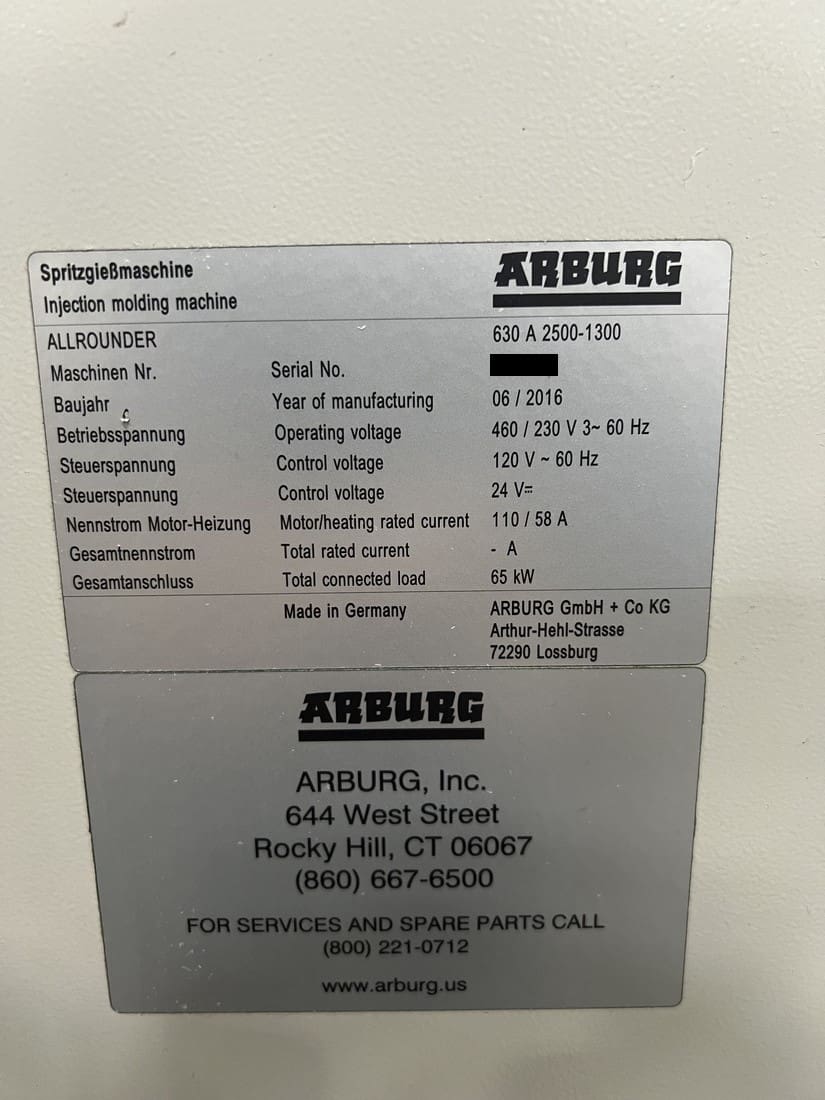 Spritzgießmaschine
Injection molding machine
ARBURG
ALLROUNDER 630 A 2500-1300
Maschinen Nr. Serial No.
Baujahr Year of manufacturing 06 / 2016
Betriebsspannung Operating voltage 460 / 230 V 3~ 60 Hz
Steuerspannung Control voltage 120 V ~ 60 Hz
Steuerspannung Control voltage 24 V⎓
Nennstrom Motor-Heizung Motor/heating rated current 110 / 58 A
Gesamtnennstrom Total rated current - A
Gesamtanschluss Total connected load 65 kW
Made in Germany ARBURG GmbH + Co KG
Arthur-Hehl-Strasse
72290 Lossburg
ARBURG
ARBURG, Inc.
644 West Street
Rocky Hill, CT 06067
(860) 667-6500
FOR SERVICES AND SPARE PARTS CALL
(800) 221-0712
www.arburg.us